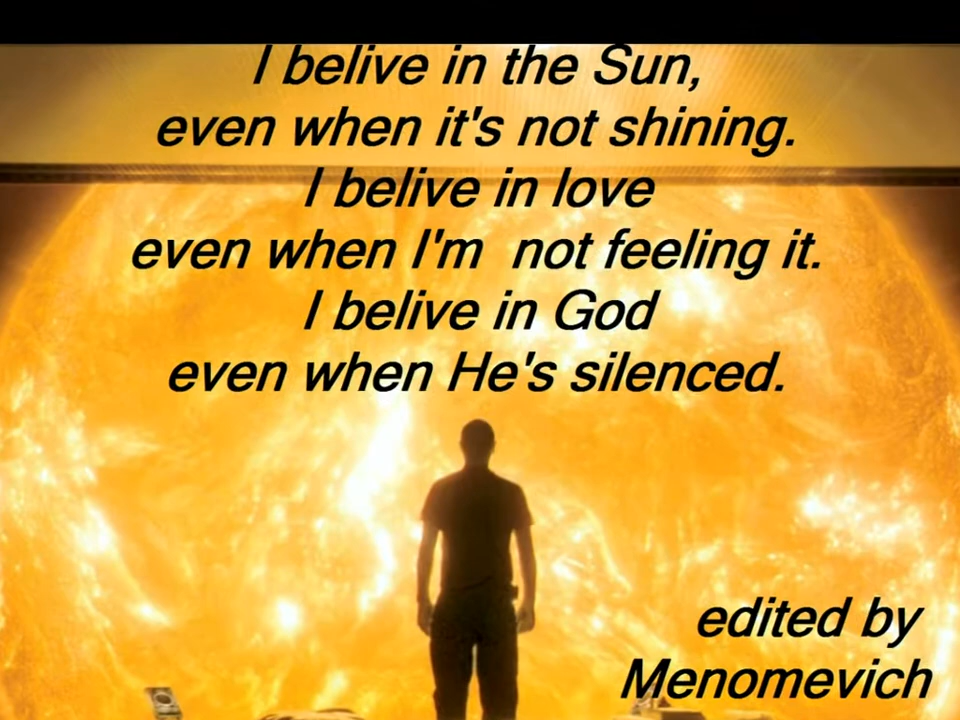 I belive in the Sun,
even when it's not shining.
I belive in love
even when I'm  not feeling it.
I belive in God
even when He's silenced.
edited by
Menomevich